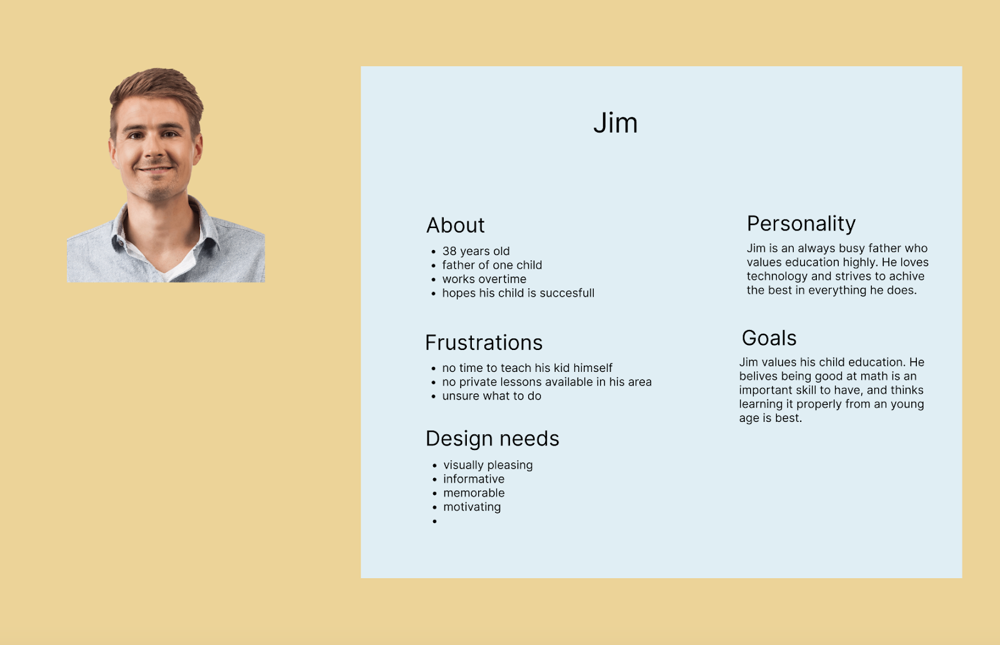 Jim
About
• 38 years old
• father of one child
• works overtime
• hopes his child is succesfull
Frustrations
• no time to teach his kid himself
• no private lessons available in his area
• unsure what to do
Design needs
• visually pleasing
• informative
• memorable
• motivating
•
Personality
Jim is an always busy father who
values education highly. He loves
technology and strives to achive
the best in everything he does.
Goals
Jim values his child education. He
belives being good at math is an
important skill to have, and thinks
learning it properly from an young
age is best.